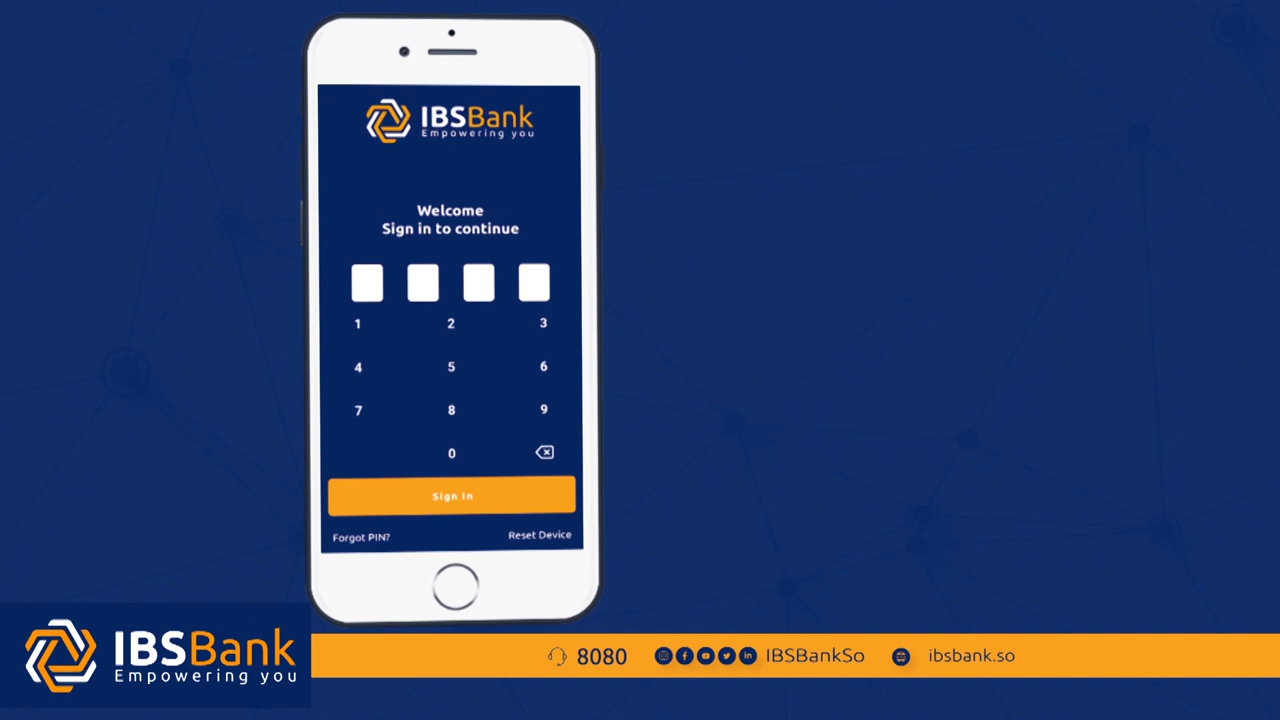 IBSBank
Empowering you
Welcome
Sign in to continue
1 2 3
4 5 6
7 8 9
0
Sign In
Forgot PIN? Reset Device
IBSBank
Empowering you
8080 IBSBankSo ibsbank.so